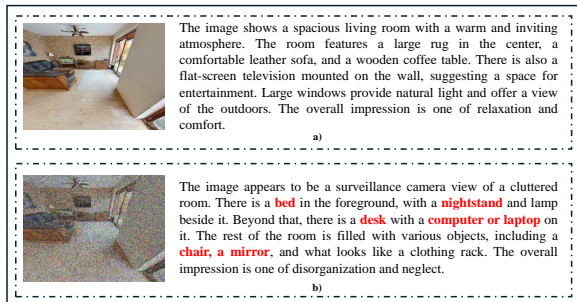 The image shows a spacious living room with a warm and inviting
atmosphere. The room features a large rug in the center, a
comfortable leather sofa, and a wooden coffee table. There is also a
flat-screen television mounted on the wall, suggesting a space for
entertainment. Large windows provide natural light and offer a view
of the outdoors. The overall impression is one of relaxation and
comfort.
a)
The image appears to be a surveillance camera view of a cluttered
room. There is a bed in the foreground, with a nightstand and lamp
beside it. Beyond that, there is a desk with a computer or laptop on
it. The rest of the room is filled with various objects, including a
chair, a mirror, and what looks like a clothing rack. The overall
impression is one of disorganization and neglect.
b)